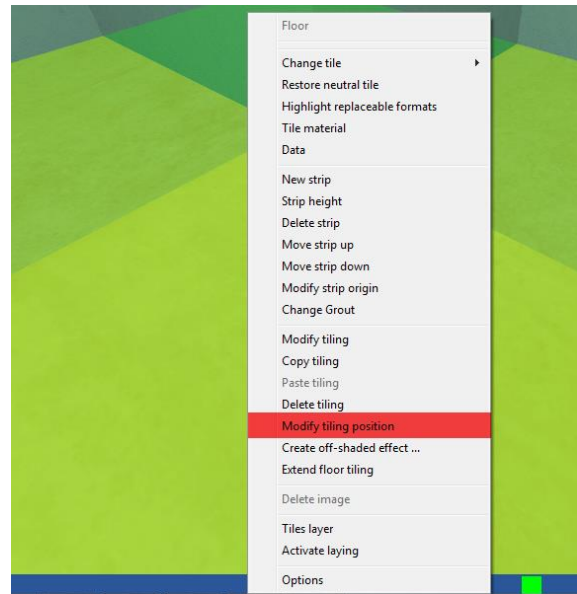 Floor
Change tile
Restore neutral tile
Highlight replaceable formats
Tile material
Data
New strip
Strip height
Delete strip
Move strip up
Move strip down
Modify strip origin
Change Grout
Modify tiling
Copy tiling
Paste tiling
Delete tiling
Modify tiling position
Create off-shaded effect ...
Extend floor tiling
Delete image
Tiles layer
Activate laying
Options